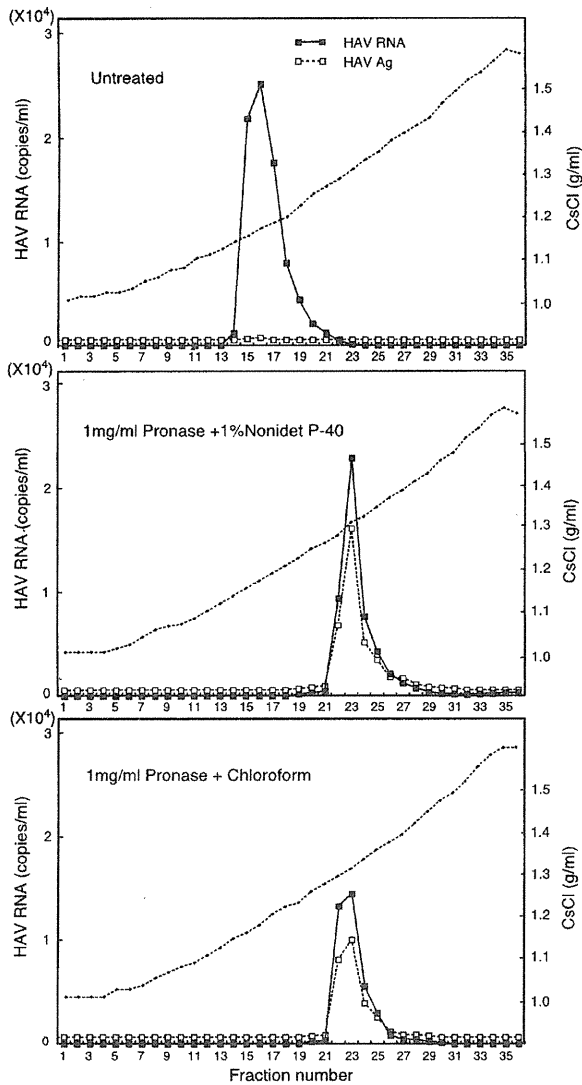 (X10⁴)
3
2
1
0
HAV RNA (copies/ml)
Untreated
HAV RNA
HAV Ag
1.5
1.4
1.3
1.2
1.1
1.0
CsCl (g/ml)
1 3 5 7 9 11 13 15 17 19 21 23 25 27 29 31 33 35
(X10⁴)
3
2
1
0
HAV RNA (copies/ml)
1mg/ml Pronase +1%Nonidet P-40
1.5
1.4
1.3
1.2
1.1
1.0
CsCl (g/ml)
1 3 5 7 9 11 13 15 17 19 21 23 25 27 29 31 33 35
(X10⁴)
3
2
1
0
HAV RNA (copies/ml)
1mg/ml Pronase + Chloroform
1.5
1.4
1.3
1.2
1.1
1.0
CsCl (g/ml)
1 3 5 7 9 11 13 15 17 19 21 23 25 27 29 31 33 35
Fraction number